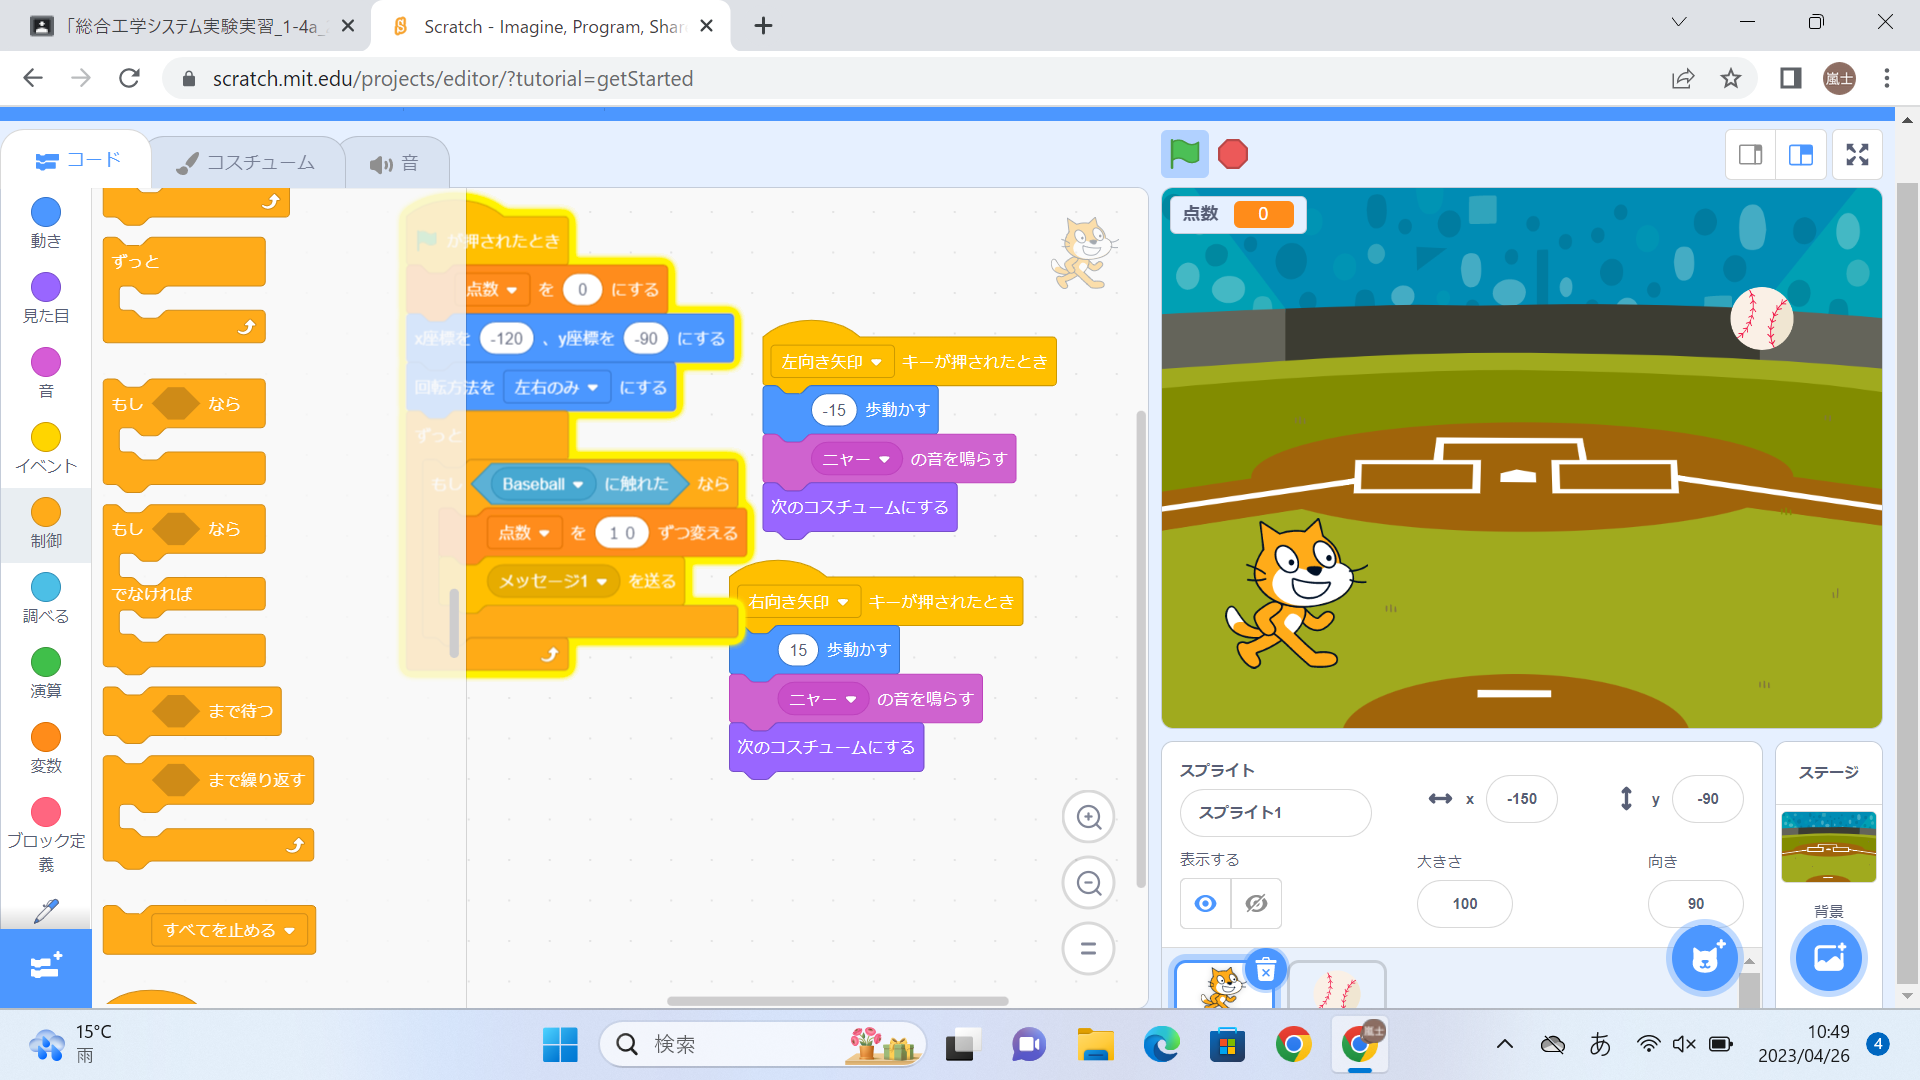 「総合工学システム実験実習_1-4a_
Scratch - Imagine, Program, Shar
scratch.mit.edu/projects/editor/?tutorial=getStarted
嵐士
コード
コスチューム
音
動き
見た目
音
イベント
制御
調べる
演算
変数
ブロック定
義
ずっと
もし なら
もし なら
でなければ
まで待つ
まで繰り返す
すべてを止める
が押されたとき
点数 を 0 にする
x座標を -120 、y座標を -90 にする
回転方法を 左右のみ にする
ずっと
もし Baseball に触れた なら
点数 を 10 ずつ変える
メッセージ1 を送る
左向き矢印 キーが押されたとき
-15 歩動かす
ニャー の音を鳴らす
次のコスチュームにする
右向き矢印 キーが押されたとき
15 歩動かす
ニャー の音を鳴らす
次のコスチュームにする
点数 0
スプライト
スプライト1
x -150
y -90
表示する
大きさ
100
向き
90
ステージ
背景
15°C
雨
検索
嵐士
あ
10:49
2023/04/26
4